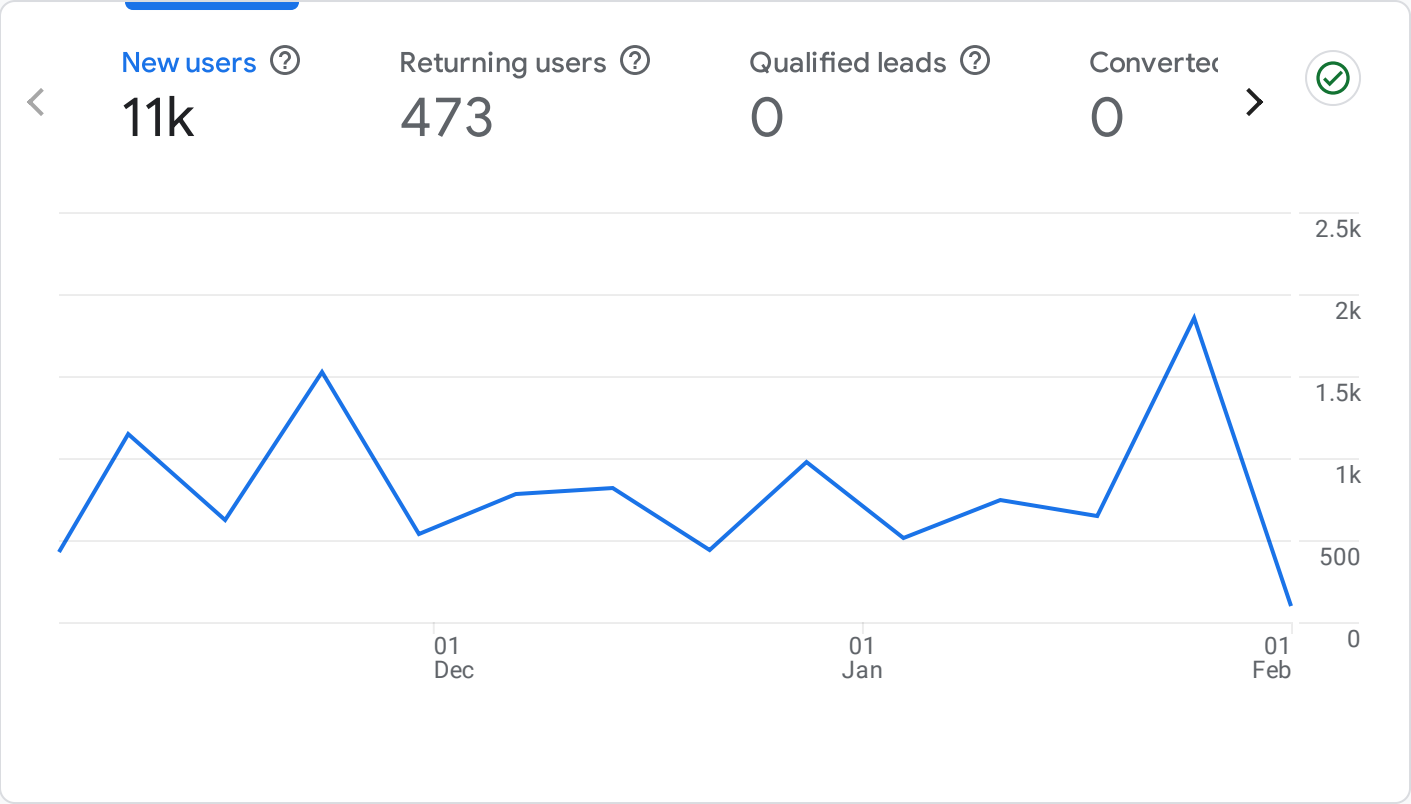 New users
11k
Returning users
473
Qualified leads
0
Converted
0
2.5k
2k
1.5k
1k
500
0
01
Dec
01
Jan
01
Feb